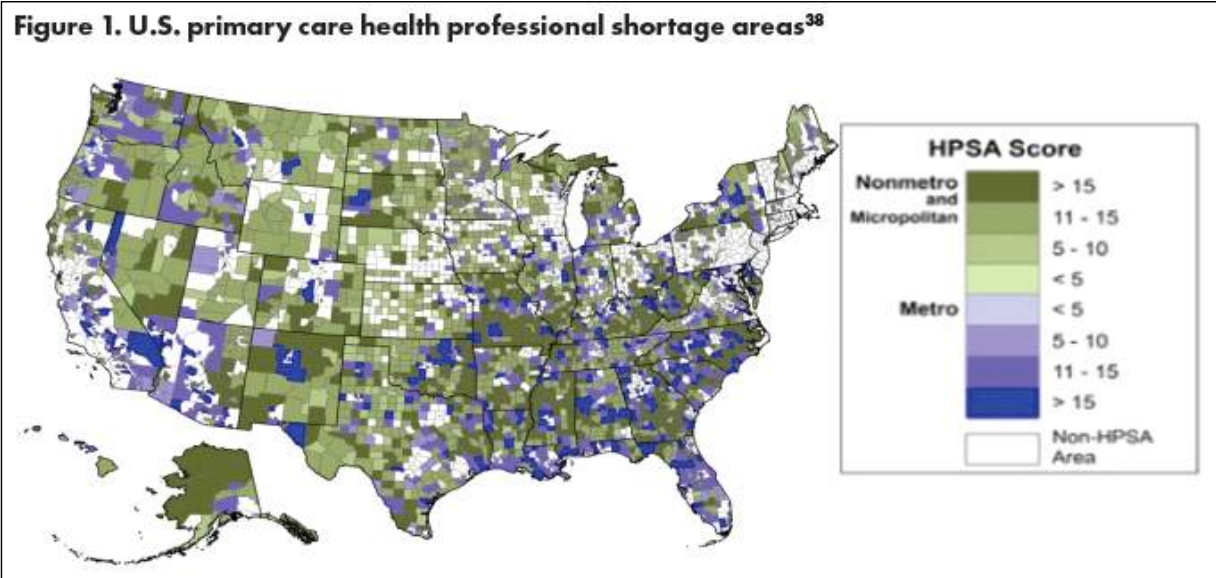 Figure 1. U.S. primary care health professional shortage areas38
HPSA Score
Nonmetro
and
Micropolitan
> 15
11 - 15
5 - 10
< 5
Metro
< 5
5 - 10
11 - 15
> 15
Non-HPSA
Area